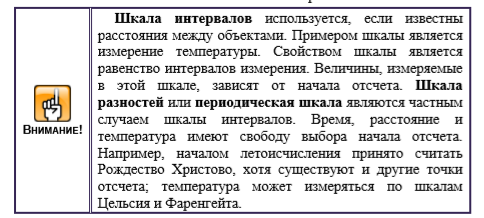 Шкала интервалов используется, если известны
расстояния между объектами. Примером шкалы является
измерение температуры. Свойством шкалы является
равенство интервалов измерения. Величины, измеряемые
в этой шкале, зависят от начала отсчета. Шкала
разностей или периодическая шкала являются частным
случаем шкалы интервалов. Время, расстояние и
температура имеют свободу выбора начала отсчета.
Например, началом летоисчисления принято считать
Рождество Христово, хотя существуют и другие точки
отсчета; температура может измеряться по шкалам
Цельсия и Фаренгейта.
ВНИМАНИЕ!